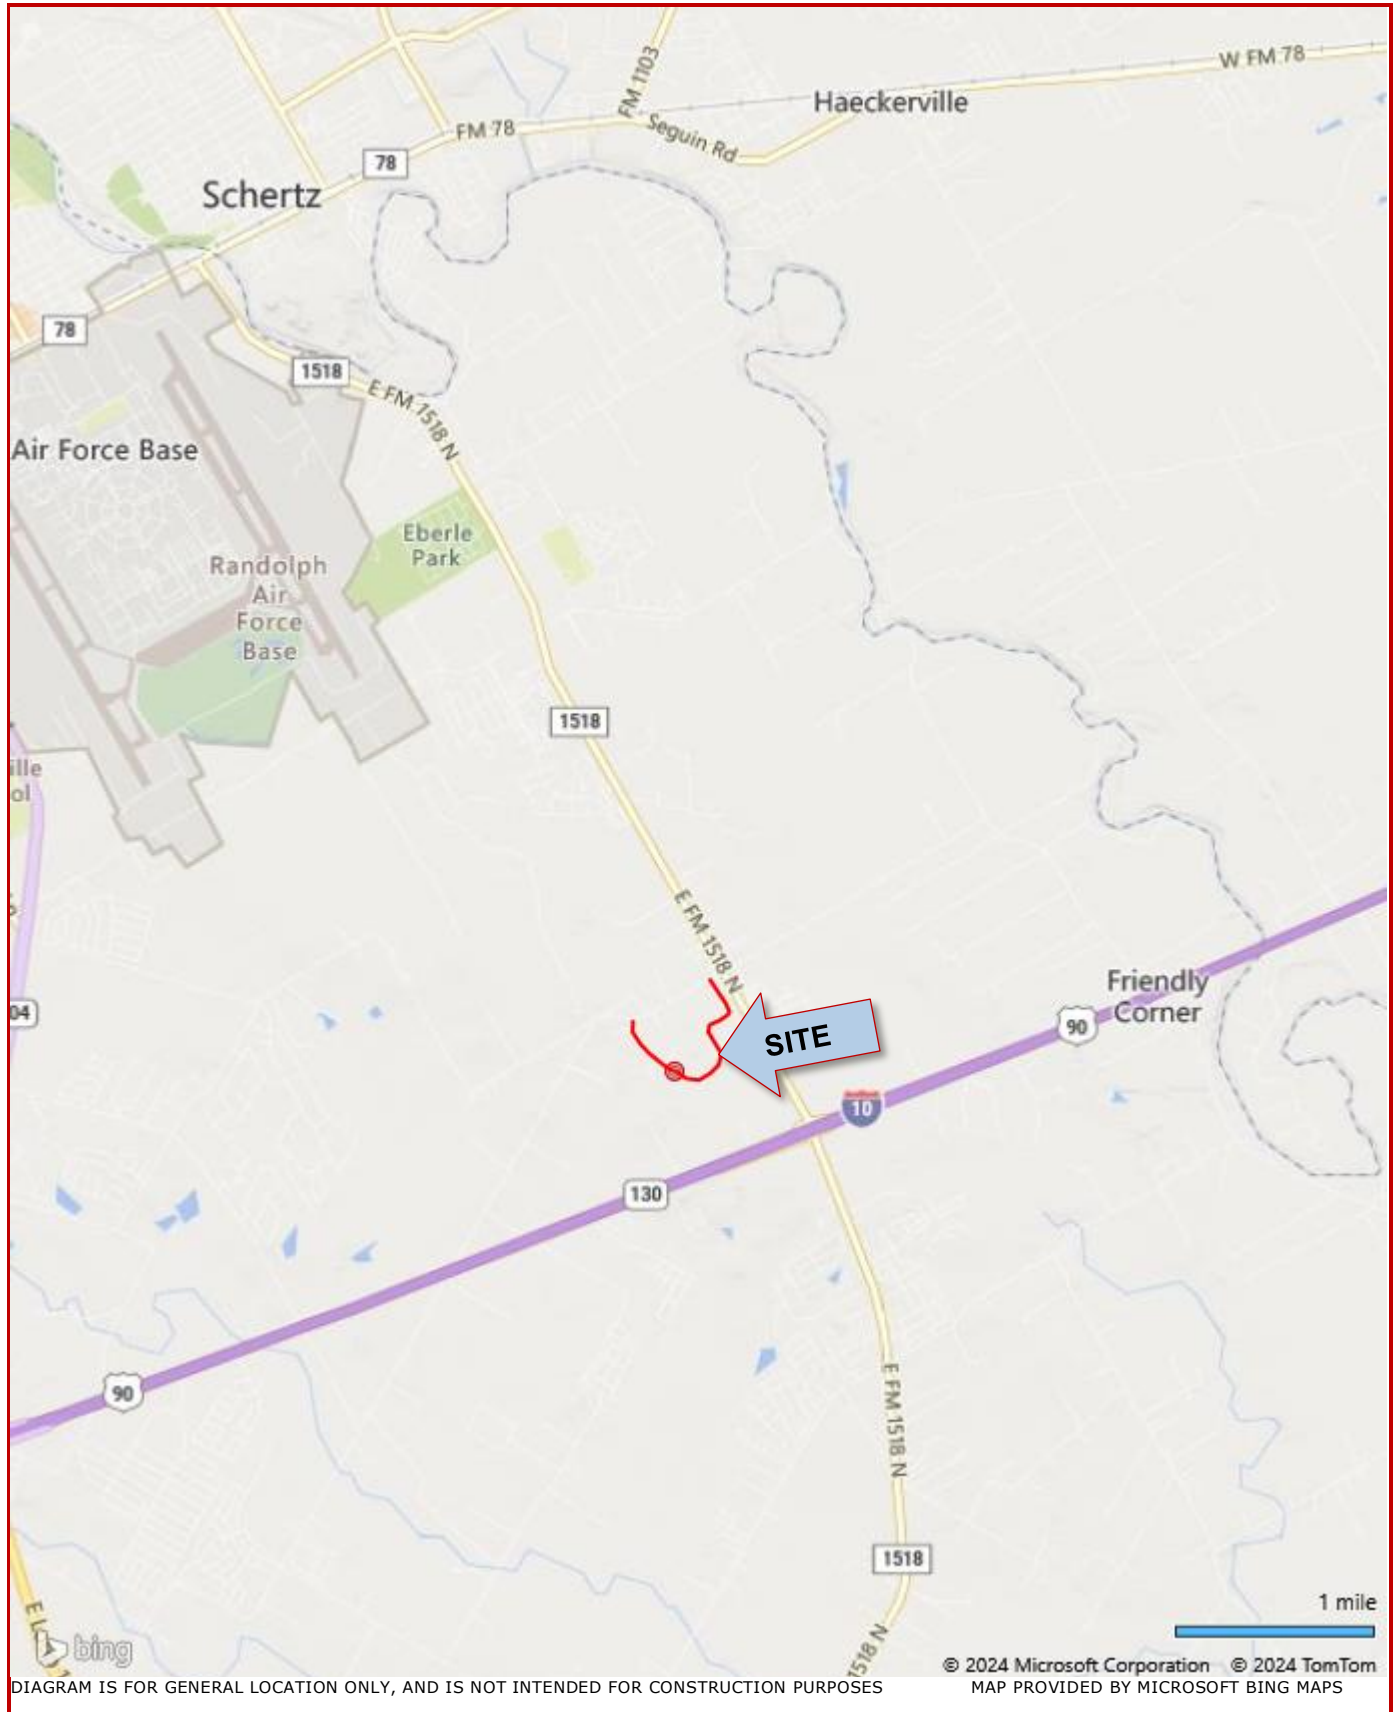 W FM 78
FM 1103
Haeckerville
FM 78
Seguin Rd
78
Schertz
78
1518
E FM 1518 N
Air Force Base
Eberle
Park
Randolph
Air
Force
Base
1518
ille
ol
E FM 1518 N
Friendly
Corner
04
90
SITE
10
130
90
E FM 1518 N
1518
1 mile
bing
1518 N
© 2024 Microsoft Corporation © 2024 TomTom
DIAGRAM IS FOR GENERAL LOCATION ONLY, AND IS NOT INTENDED FOR CONSTRUCTION PURPOSES
MAP PROVIDED BY MICROSOFT BING MAPS